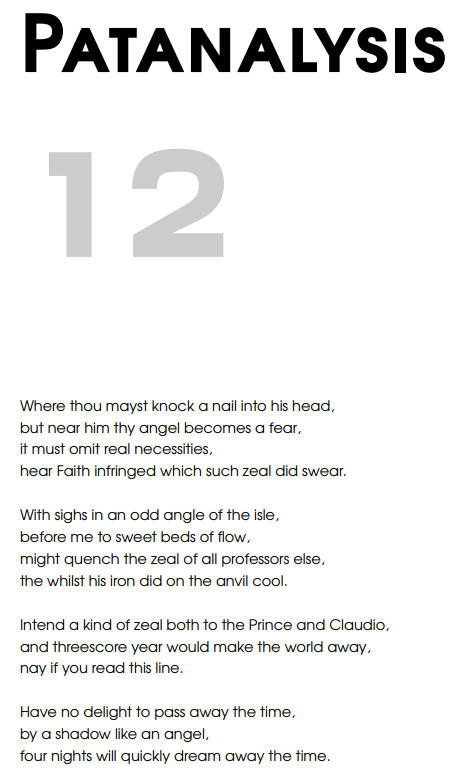 PATANALYSIS
12
Where thou mayst knock a nail into his head,
but near him thy angel becomes a fear,
it must omit real necessities,
hear Faith infringed which such zeal did swear.
With sighs in an odd angle of the isle,
before me to sweet beds of flow,
might quench the zeal of all professors else,
the whilst his iron did on the anvil cool.
Intend a kind of zeal both to the Prince and Claudio,
and threescore year would make the world away,
nay if you read this line.
Have no delight to pass away the time,
by a shadow like an angel,
four nights will quickly dream away the time.